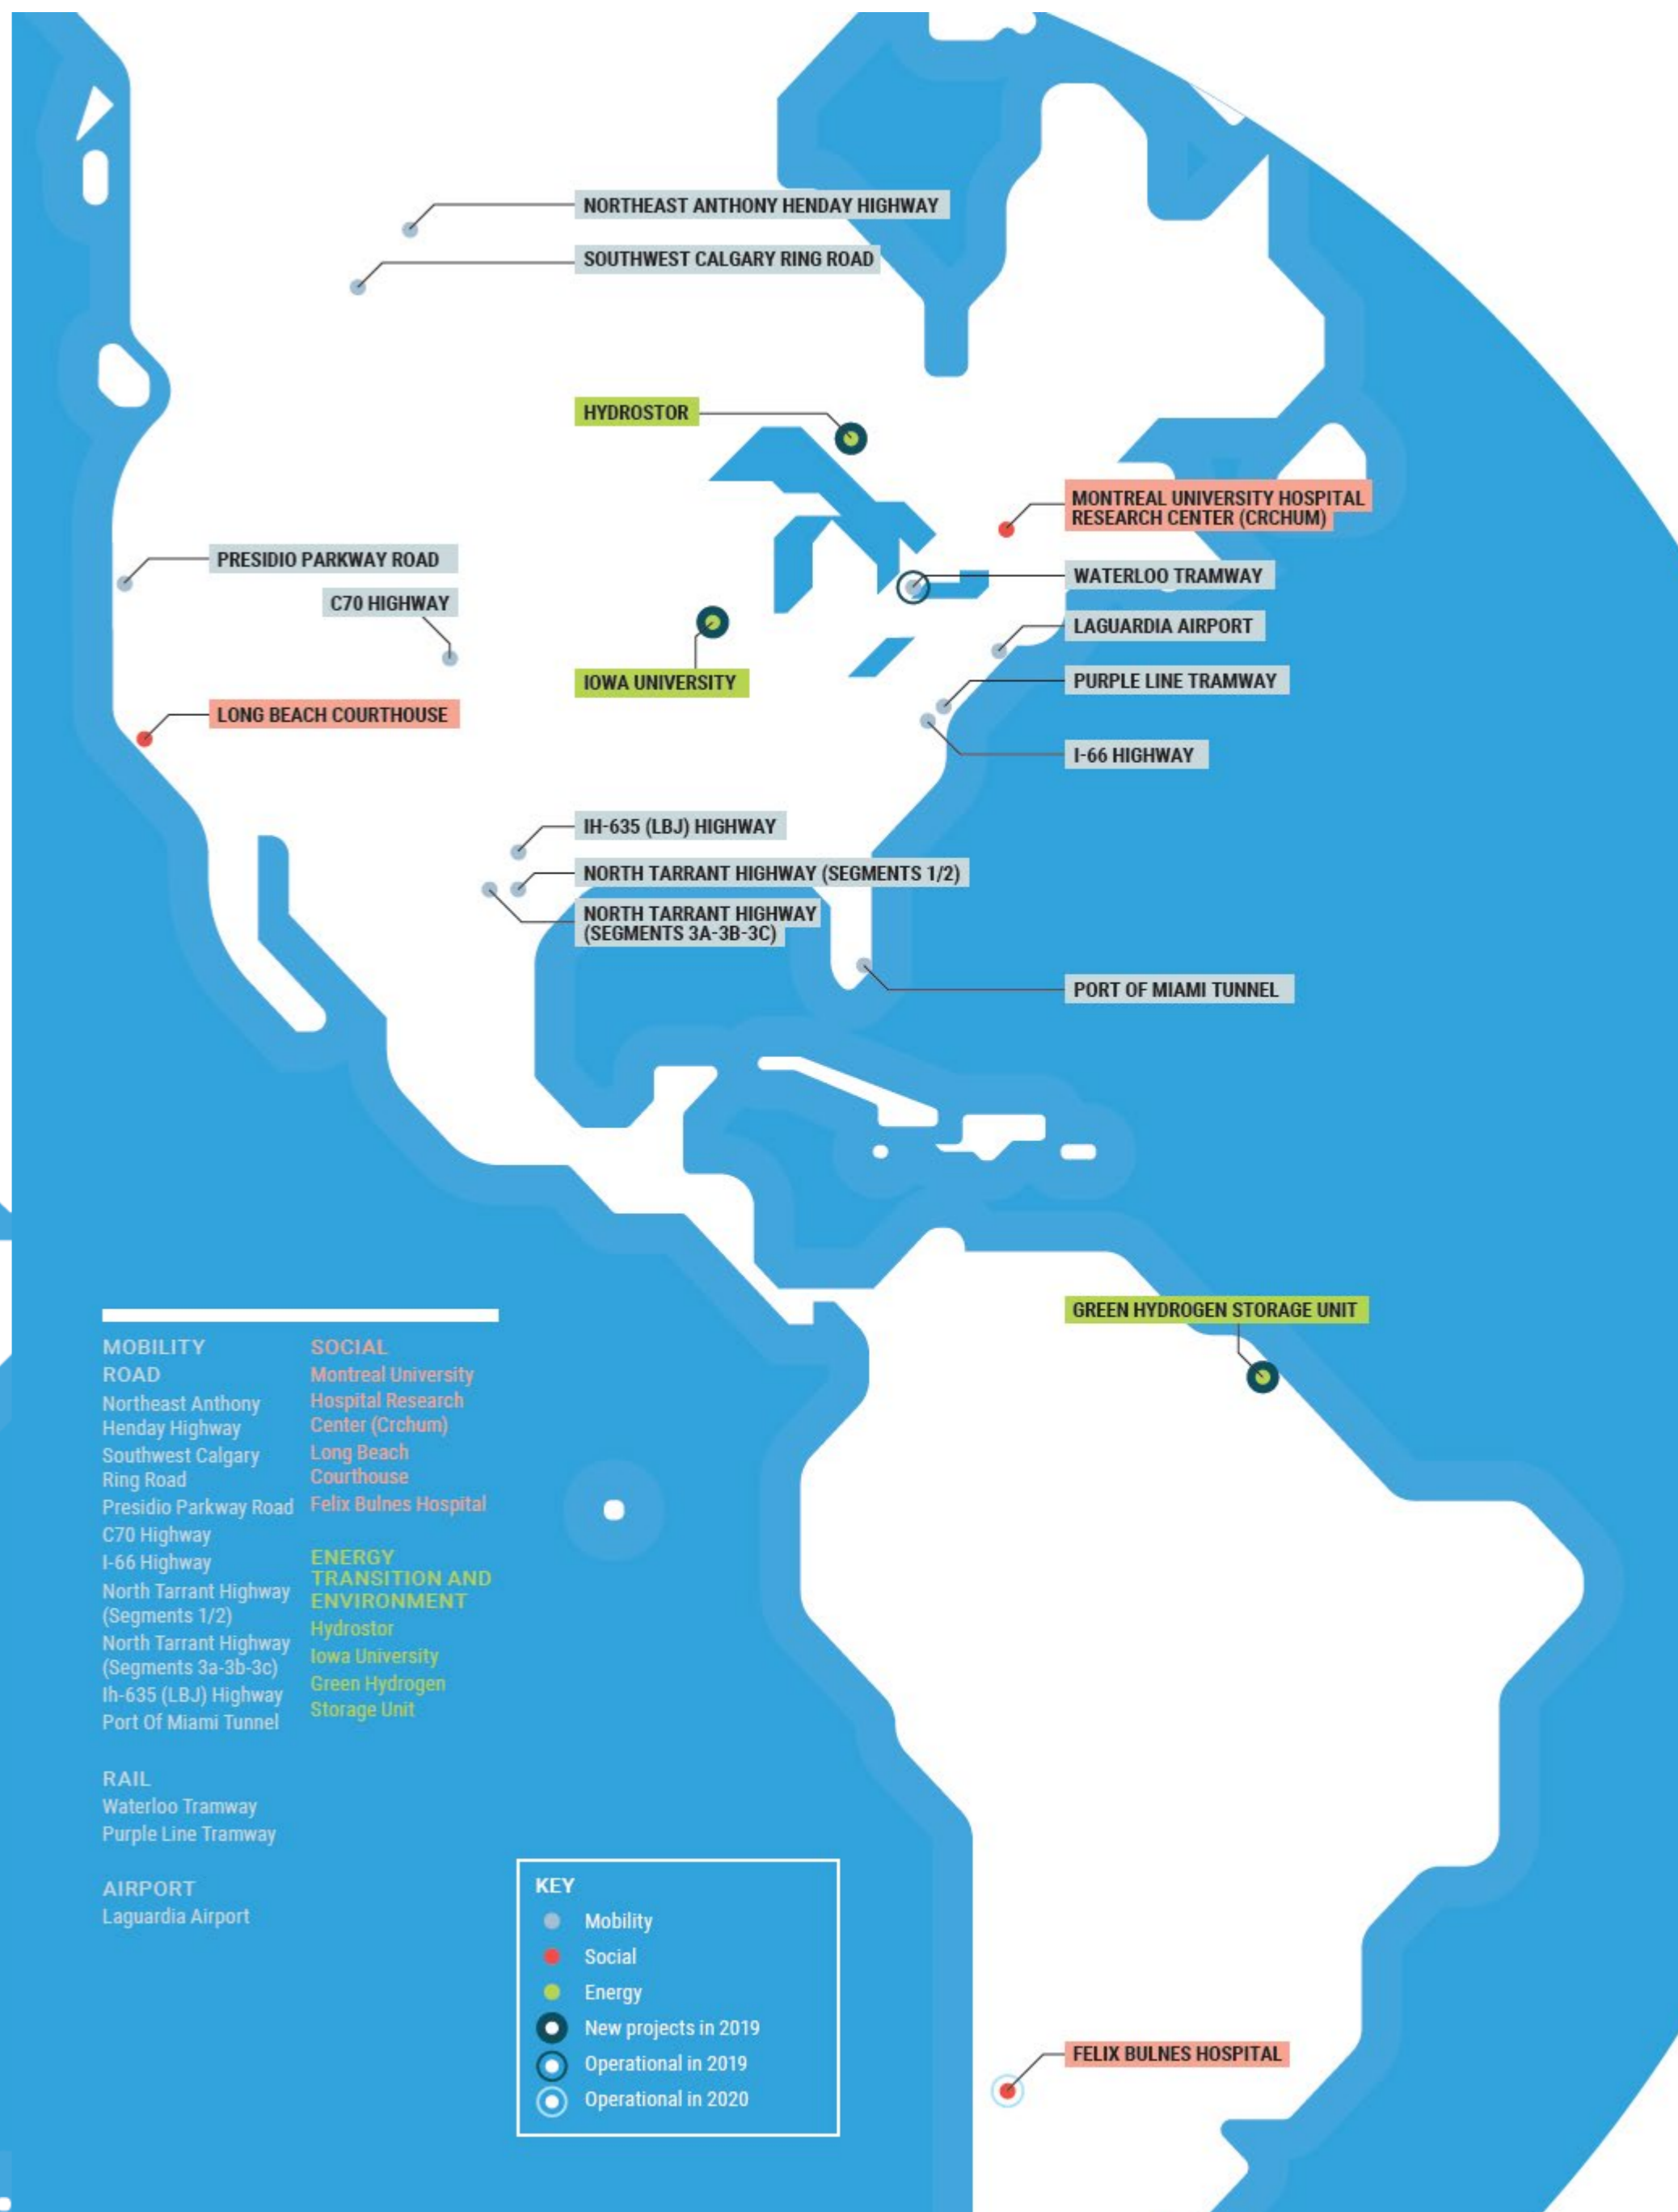 NORTHEAST ANTHONY HENDAY HIGHWAY
SOUTHWEST CALGARY RING ROAD
HYDROSTOR
MONTREAL UNIVERSITY HOSPITAL
RESEARCH CENTER (CRCHUM)
PRESIDIO PARKWAY ROAD
WATERLOO TRAMWAY
C70 HIGHWAY
LAGUARDIA AIRPORT
IOWA UNIVERSITY
PURPLE LINE TRAMWAY
LONG BEACH COURTHOUSE
I-66 HIGHWAY
IH-635 (LBJ) HIGHWAY
NORTH TARRANT HIGHWAY (SEGMENTS 1/2)
NORTH TARRANT HIGHWAY
(SEGMENTS 3A-3B-3C)
PORT OF MIAMI TUNNEL
GREEN HYDROGEN STORAGE UNIT
MOBILITY
ROAD
Northeast Anthony
Henday Highway
Southwest Calgary
Ring Road
Presidio Parkway Road
C70 Highway
I-66 Highway
North Tarrant Highway
(Segments 1/2)
North Tarrant Highway
(Segments 3a-3b-3c)
Ih-635 (LBJ) Highway
Port Of Miami Tunnel
RAIL
Waterloo Tramway
Purple Line Tramway
AIRPORT
Laguardia Airport
SOCIAL
Montreal University
Hospital Research
Center (Crchum)
Long Beach
Courthouse
Felix Bulnes Hospital
ENERGY
TRANSITION AND
ENVIRONMENT
Hydrostor
Iowa University
Green Hydrogen
Storage Unit
KEY
Mobility
Social
Energy
New projects in 2019
Operational in 2019
Operational in 2020
FELIX BULNES HOSPITAL